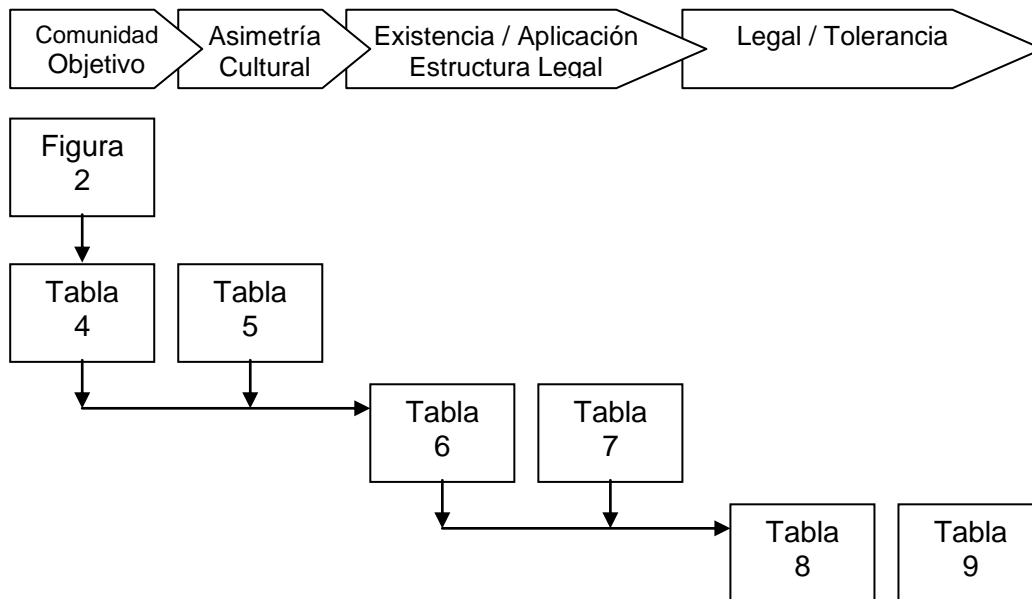 Comunidad
Objetivo
Asimetría
Cultural
Existencia / Aplicación
Estructura Legal
Legal / Tolerancia
Figura
2
Tabla
4
Tabla
5
Tabla
6
Tabla
7
Tabla
8
Tabla
9